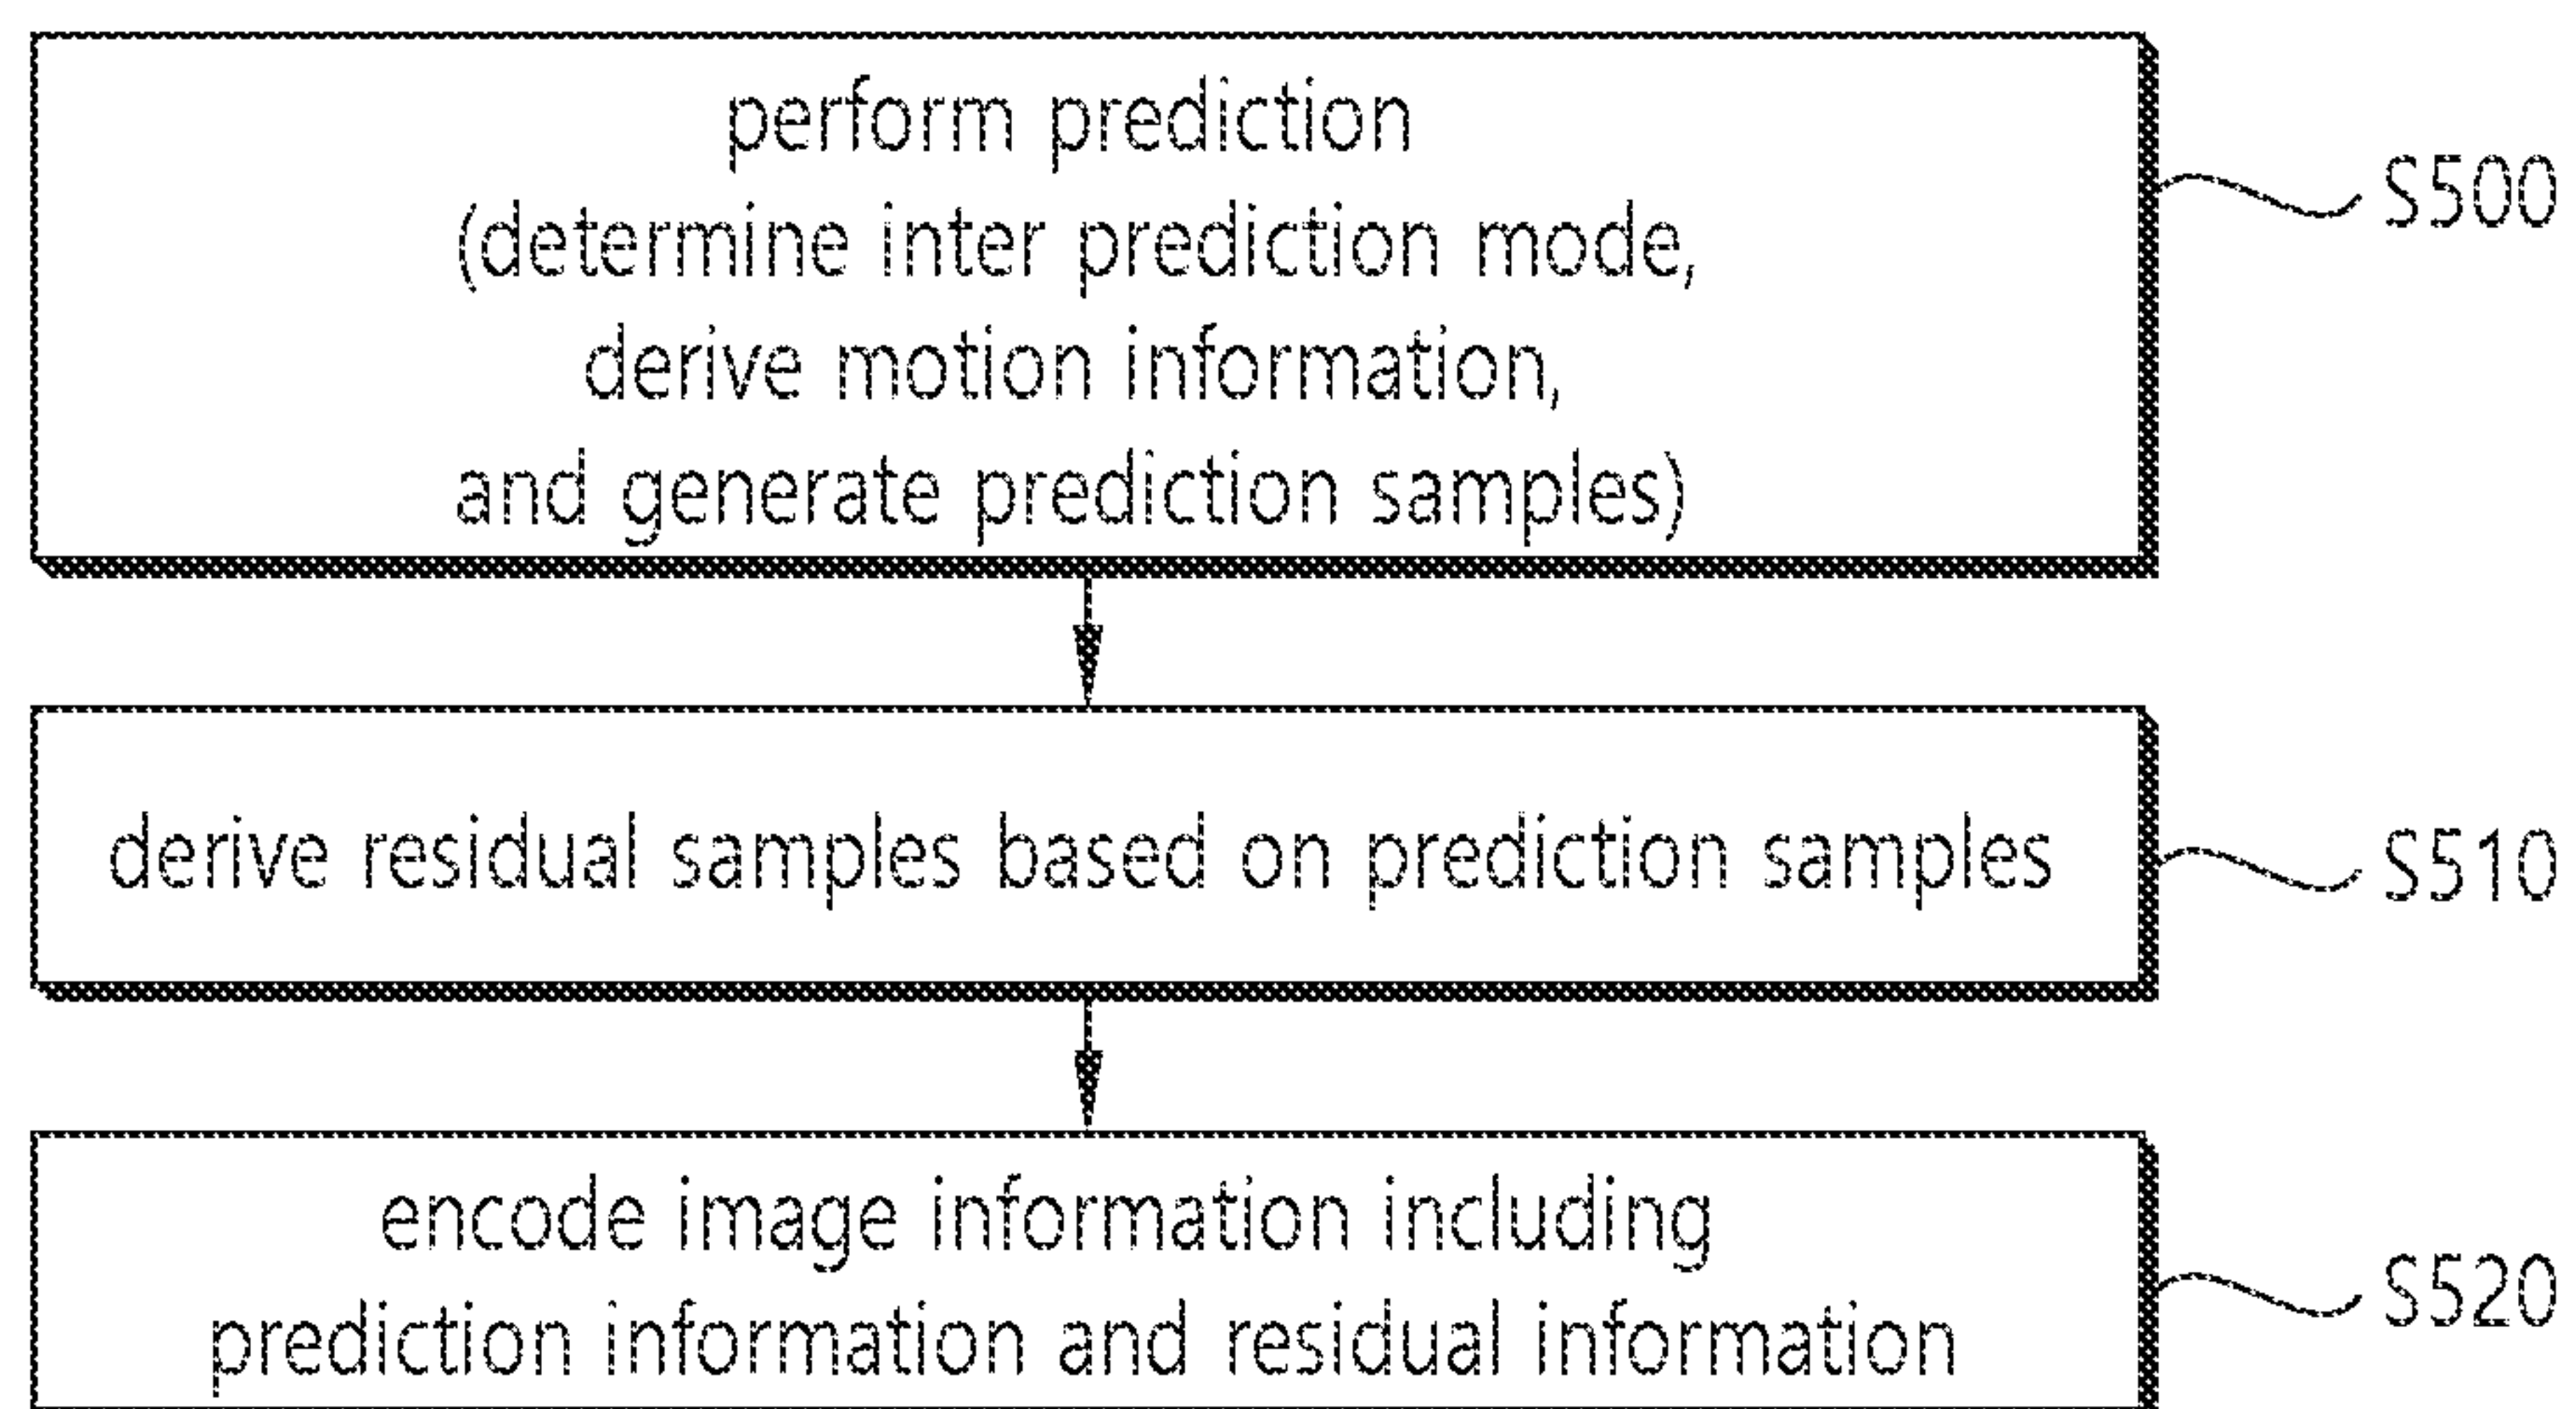 perform prediction
(determine inter prediction mode,
derive motion information,
and generate prediction samples)
S500
derive residual samples based on prediction samples
S510
encode image information including
prediction information and residual information
S520